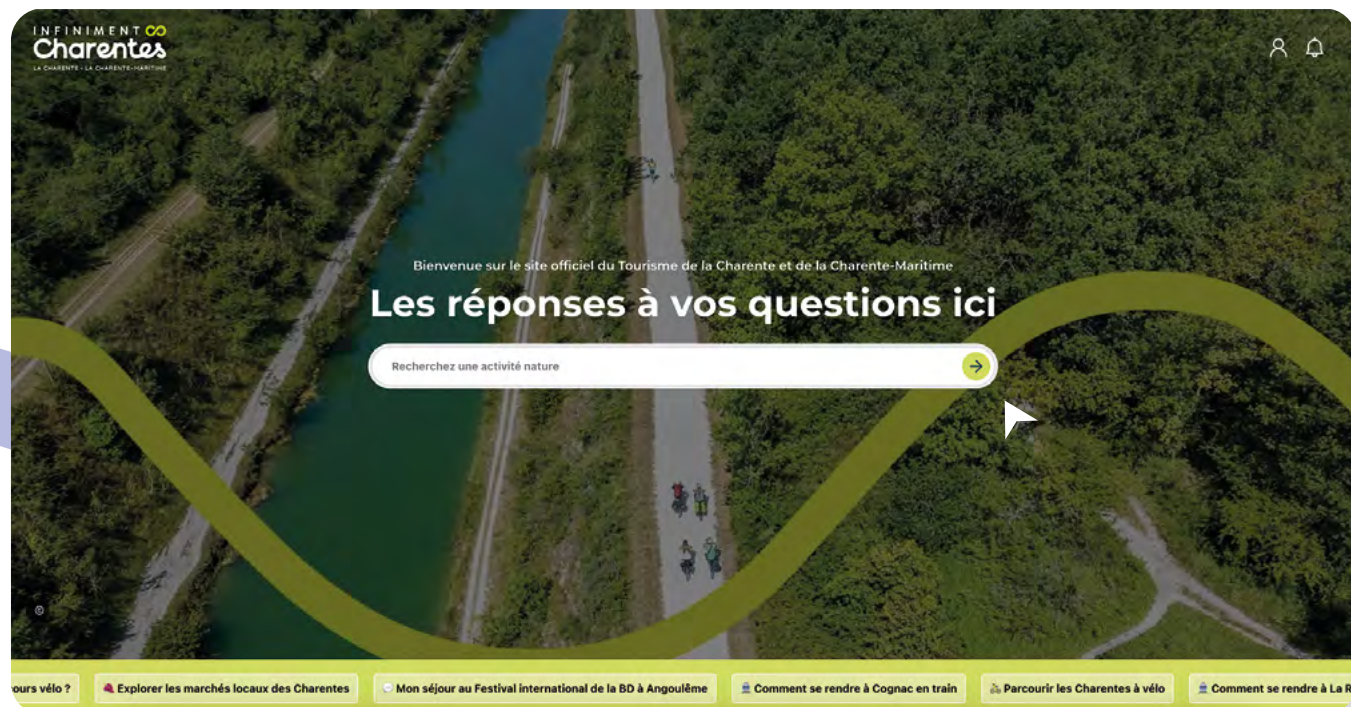 INFINIMENT
Charentes
LA CHARENTE - LA CHARENTE-MARITIME
Bienvenue sur le site officiel du Tourisme de la Charente et de la Charente-Maritime
Les réponses à vos questions ici
Recherchez une activité nature
ours vélo ?
Explorer les marchés locaux des Charentes
Mon séjour au Festival international de la BD à Angoulême
Comment se rendre à Cognac en train
Parcourir les Charentes à vélo
Comment se rendre à La R